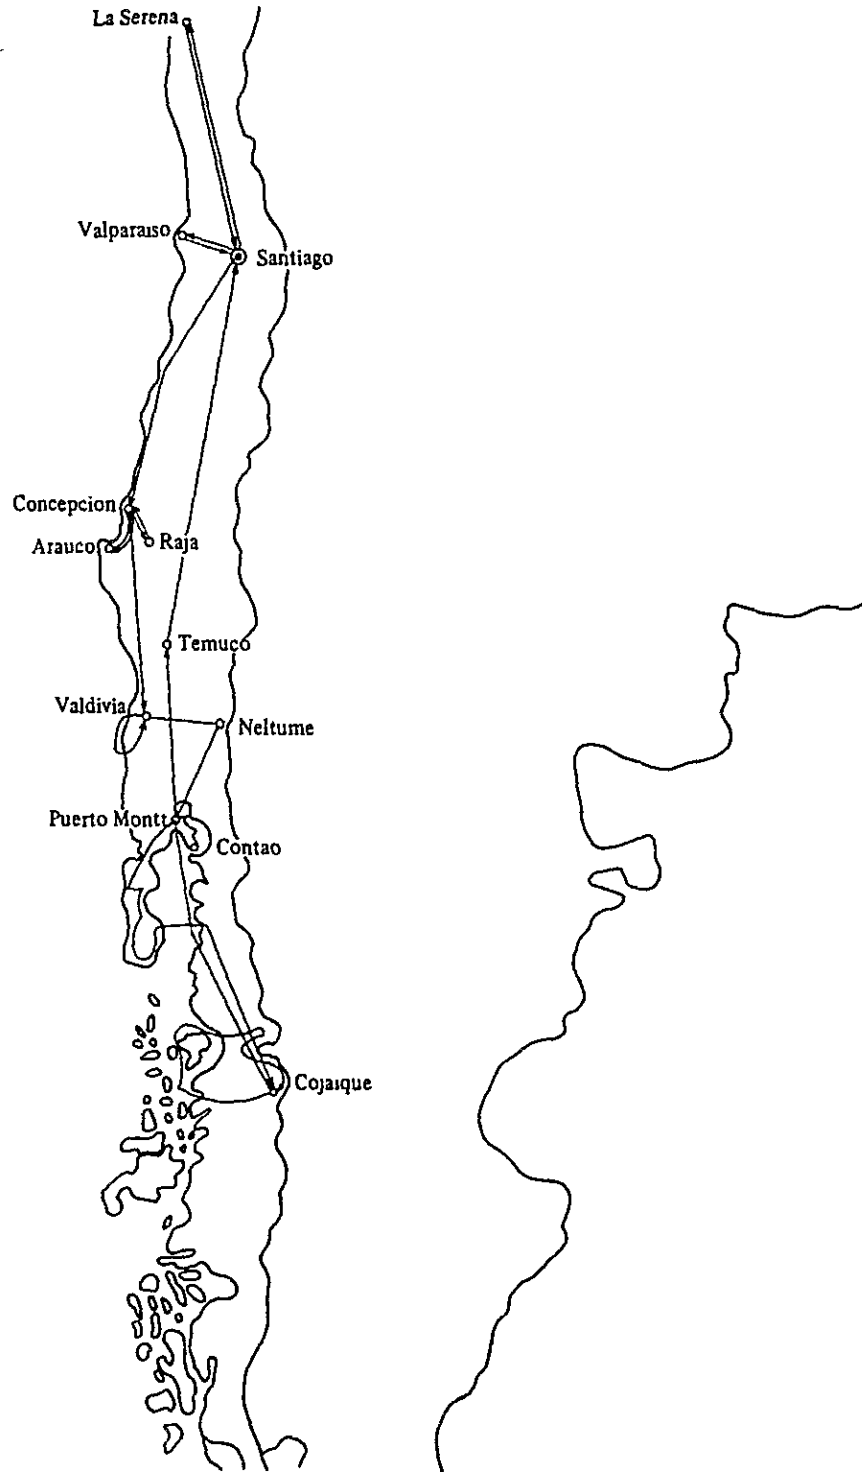 La Serena
Valparaiso
Santiago
Concepcion
Arauco
Raja
Temuco
Valdivia
Neltume
Puerto Montt
Contao
Cojaique